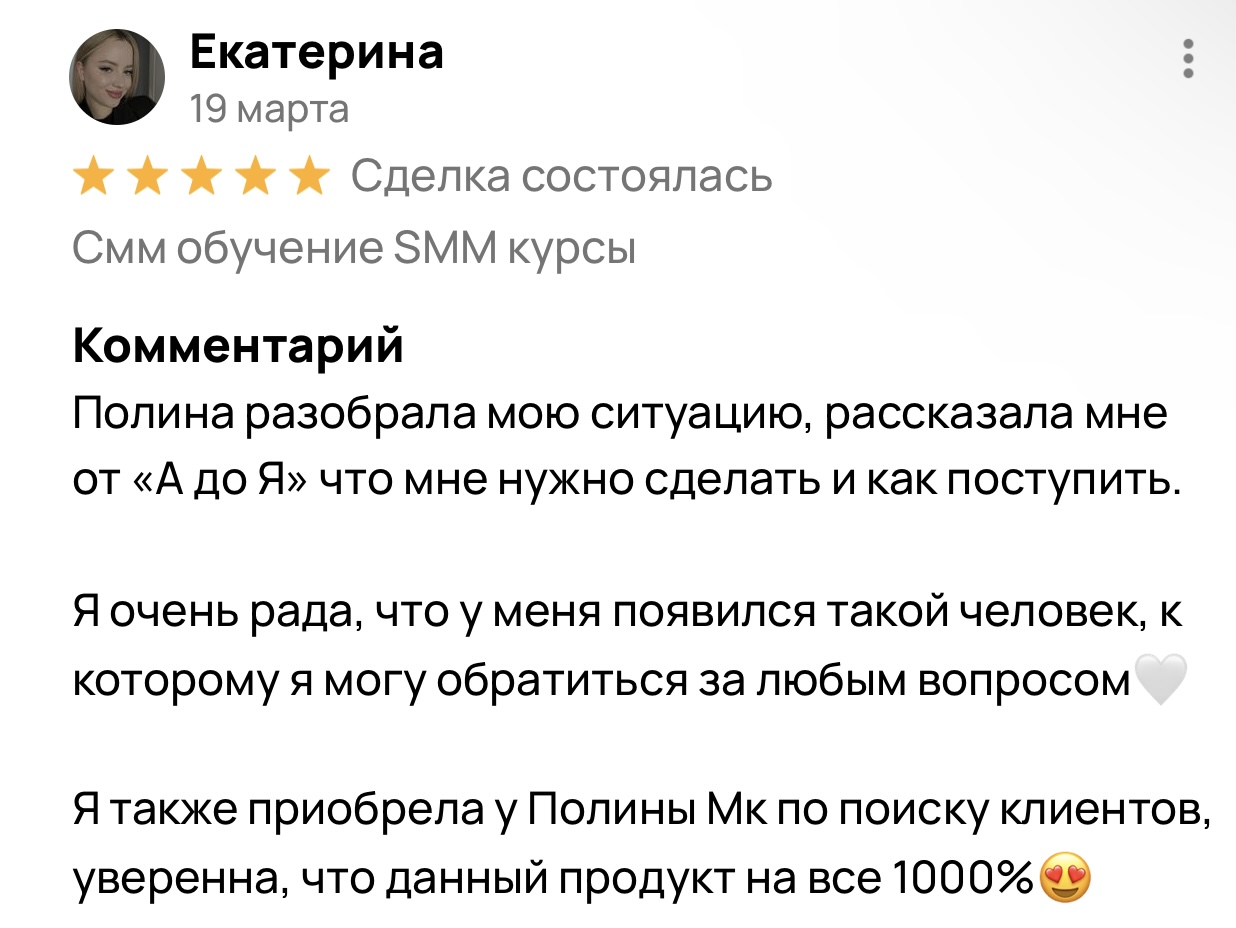 Екатерина
19 марта
Сделка состоялась
Смм обучение SMM курсы
Комментарий
Полина разобрала мою ситуацию, рассказала мне
от «А до Я» что мне нужно сделать и как поступить.
Я очень рада, что у меня появился такой человек, к
которому я могу обратиться за любым вопросом🤍
Я также приобрела у Полины Мк по поиску клиентов,
уверенна, что данный продукт на все 1000%😍